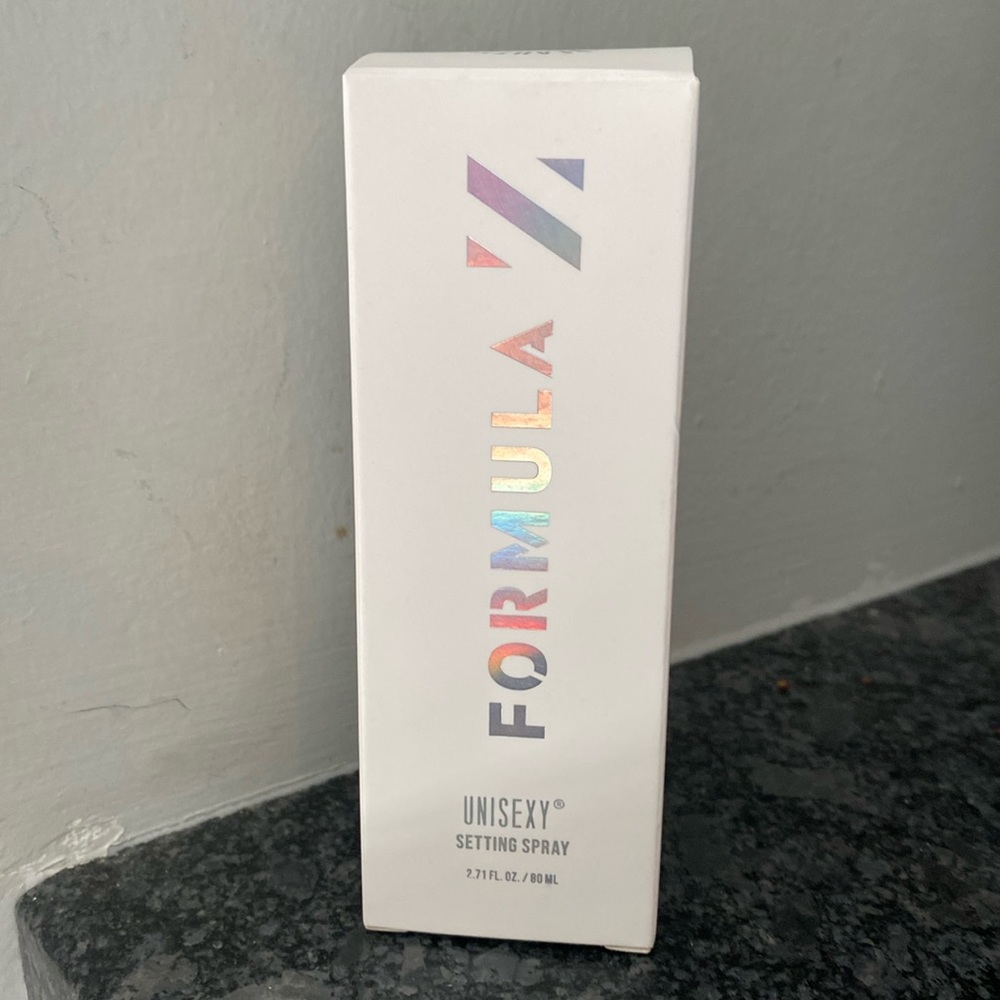 FORMULA
UNISEXY®
SETTING SPRAY
2.71 FL. OZ. / 80 ML